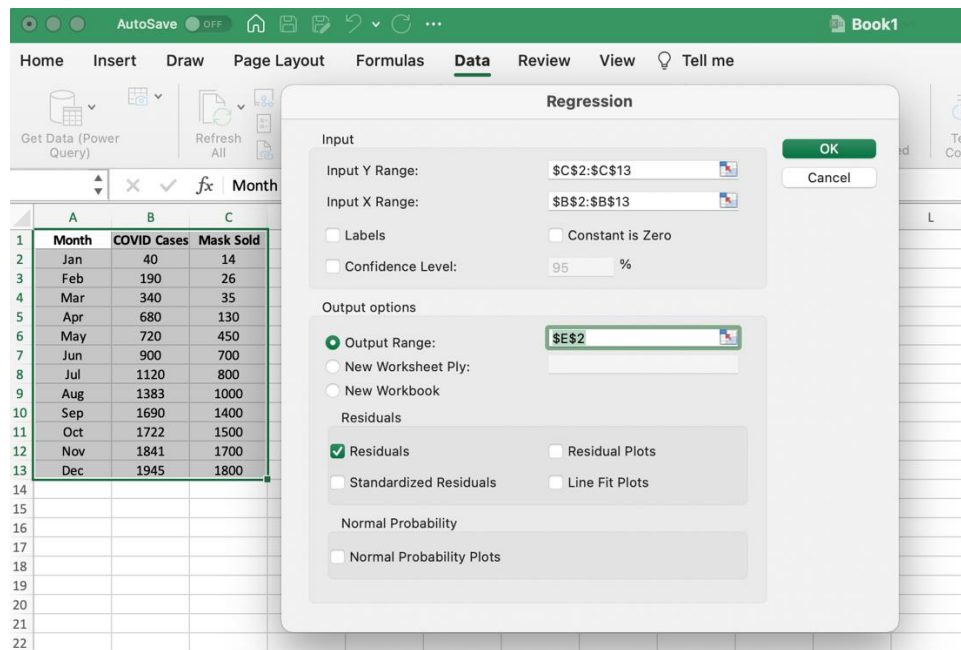 AutoSave OFF ... Book1
Home Insert Draw Page Layout Formulas Data Review View Tell me
Get Data (Power Query)
Refresh All
fx Month
A B C L
1 Month COVID Cases Mask Sold
2 Jan 40 14
3 Feb 190 26
4 Mar 340 35
5 Apr 680 130
6 May 720 450
7 Jun 900 700
8 Jul 1120 800
9 Aug 1383 1000
10 Sep 1690 1400
11 Oct 1722 1500
12 Nov 1841 1700
13 Dec 1945 1800
14
15
16
17
18
19
20
21
22
Regression
Input
Input Y Range: $C$2:$C$13
Input X Range: $B$2:$B$13
Labels Constant is Zero
Confidence Level: 95 %
OK
Cancel
Output options
Output Range: $E$2
New Worksheet Ply:
New Workbook
Residuals
Residuals Residual Plots
Standardized Residuals Line Fit Plots
Normal Probability
Normal Probability Plots